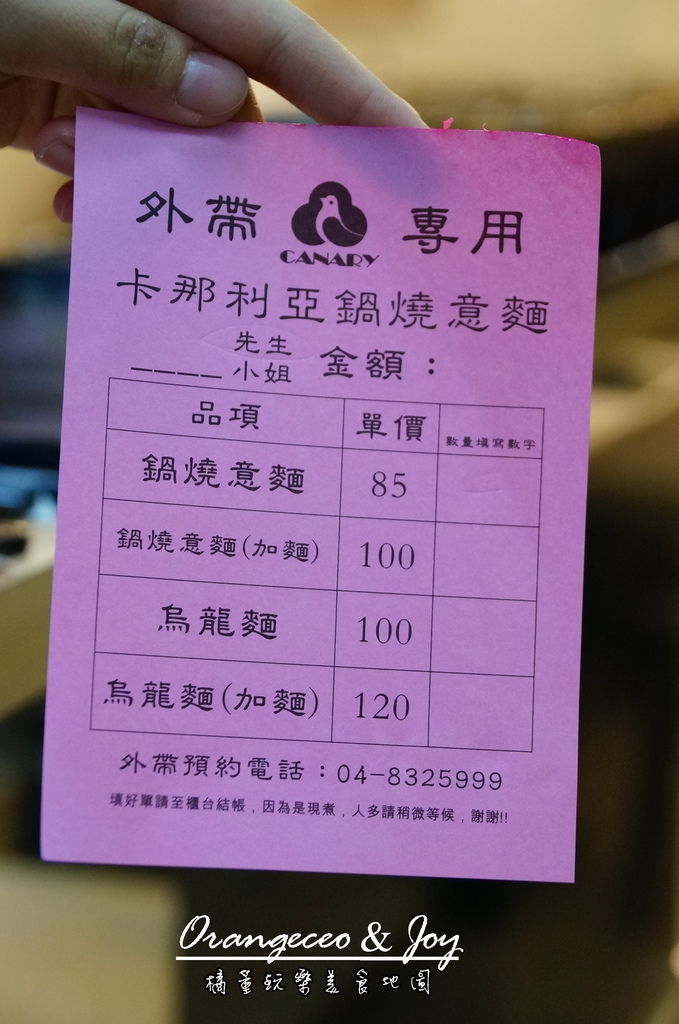 外帶 CANARY 專用
卡那利亞鍋燒意麵
____ 先生 小姐 金額：
品項 單價 數量填寫數字
鍋燒意麵 85
鍋燒意麵(加麵) 100
烏龍麵 100
烏龍麵(加麵) 120
外帶預約電話：04-8325999
填好單請至櫃台結帳，因為是現煮，人多請稍微等候，謝謝!!
Orangeceo & Joy
橘董玩樂美食地圖